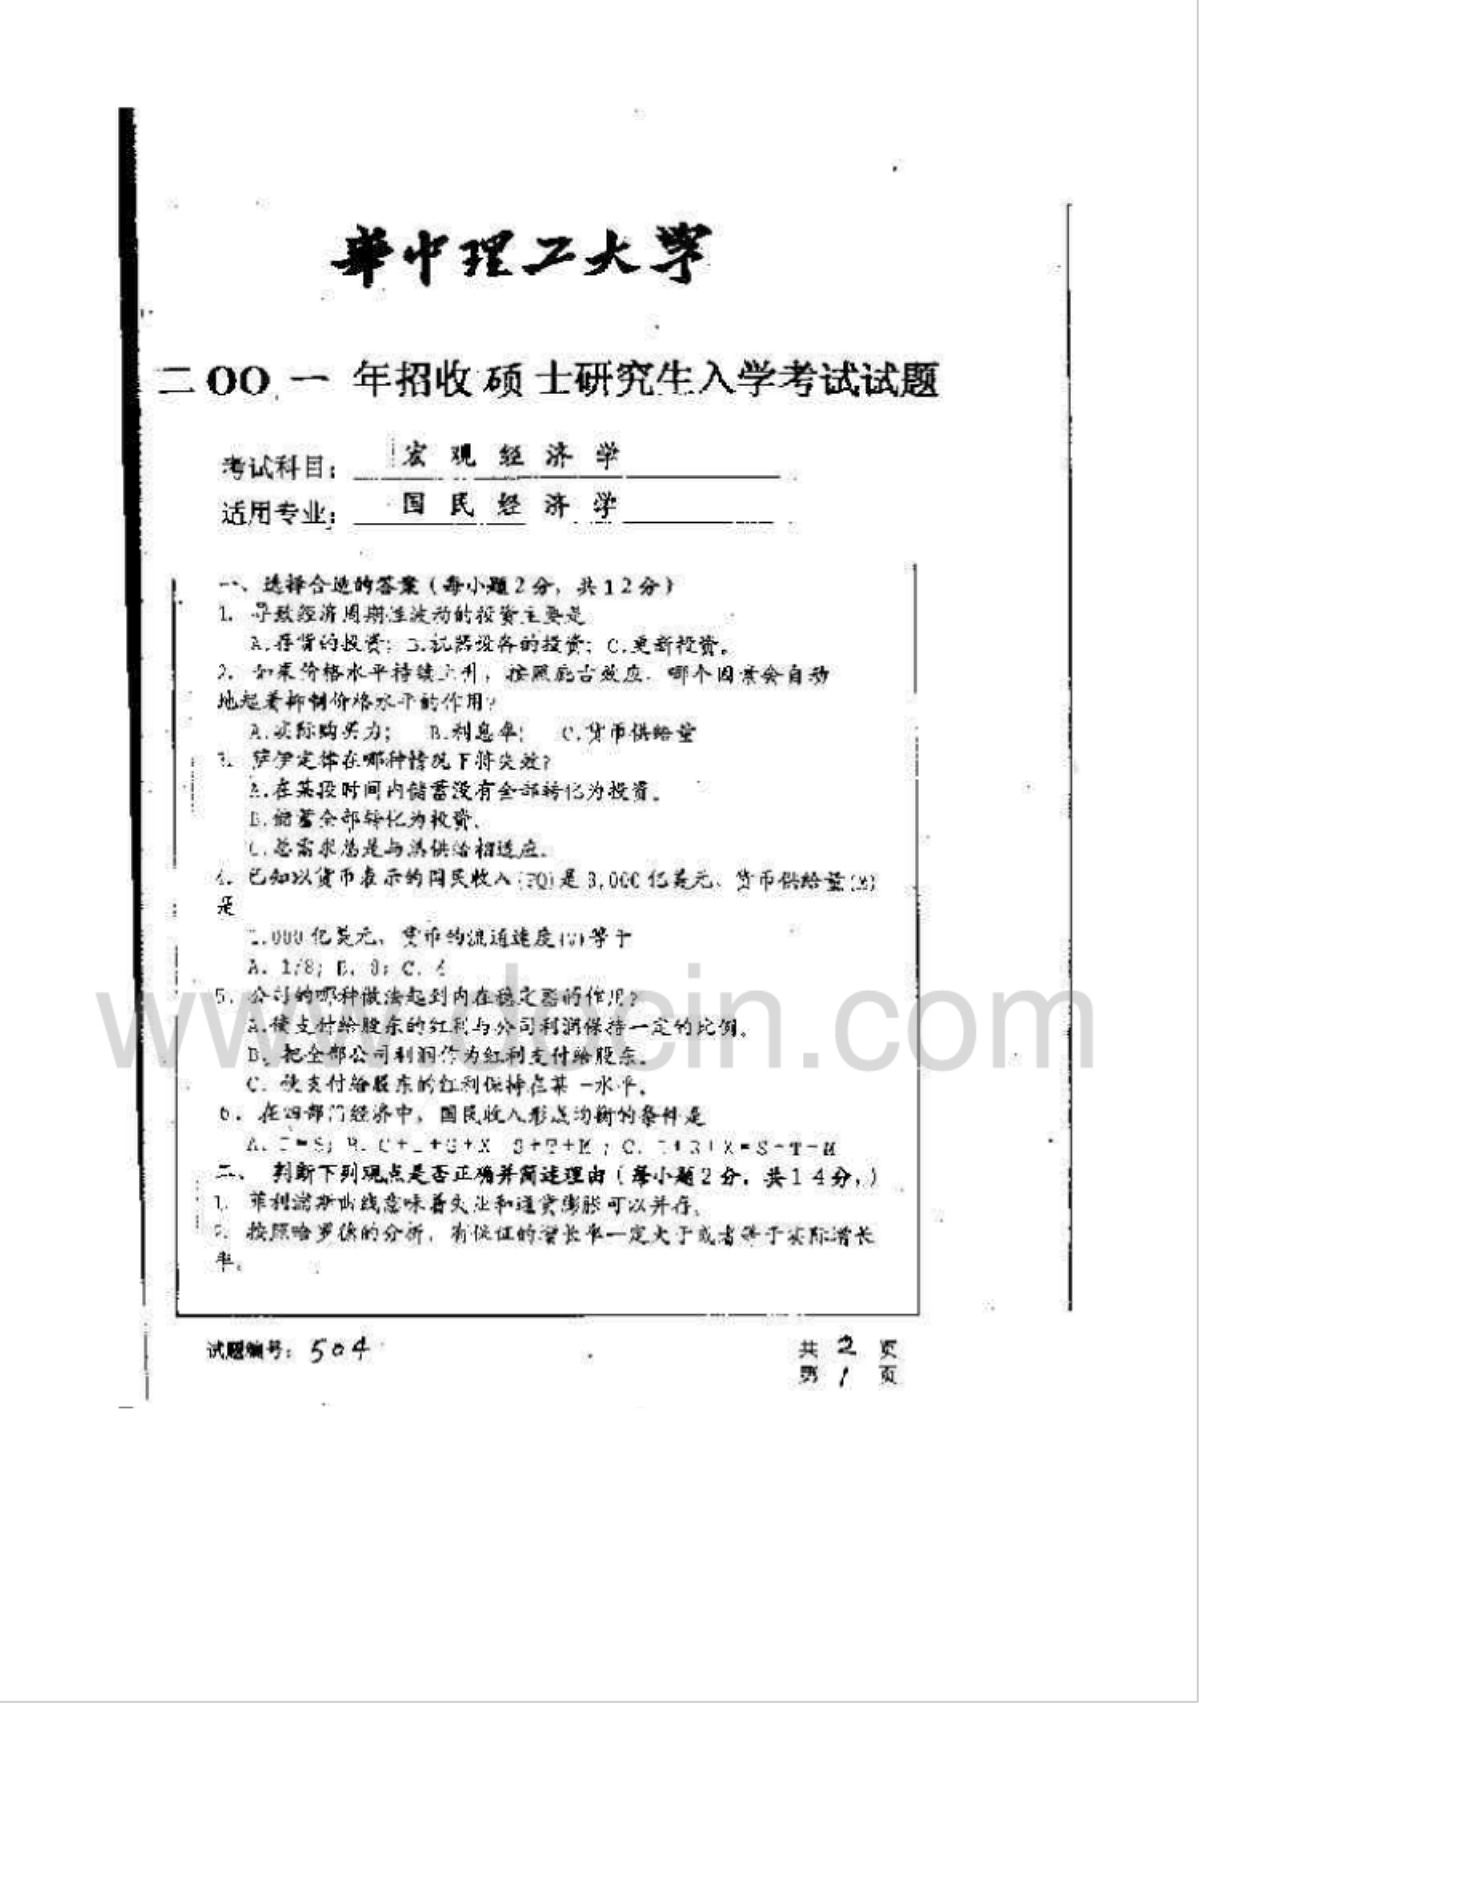 華中理工大学
二OO一年招收硕士研究生入学考试试题
考试科目: 宏观经济学
适用专业: 国民经济学
一、选择合适的答案(每小题2分,共12分)
1. 导致经济周期性波动的投资主要是
A.存货的投资; B.机器设备的投资; C.更新投资。
2. 如果价格水平持续上升,按照庇古效应,哪个因素会自动
地起着抑制价格水平的作用?
A.实际购买力; B.利息率; C.货币供给量
3. 萨伊定律在哪种情况下将失效?
A.在某段时间内储蓄没有全部转化为投资。
B.储蓄全部转化为投资。
C.总需求总是与总供给相适应。
4. 已知以货币表示的国民收入(PQ)是 8,000 亿美元、货币供给量(M)
是
000 亿美元、货币的流通速度(V)等于
A. 1/8; B. 8; C. 4
5. 公司的哪种做法起到内在稳定器的作用?
A.使支付给股东的红利与公司利润保持一定的比例。
B. 把全部公司利润作为红利支付给股东。
C. 使支付给股东的红利保持在某一水平。
6. 在四部门经济中,国民收入形成均衡的条件是
A. I=S; B. C+I+G+X S+T+M; C.
二、 判断下列观点是否正确并简述理由(每小题2分,共14分,)
1. 菲利浦斯曲线意味着失业和通货膨胀可以并存。
2. 按照哈罗德的分析,有保证的增长率一定大于或者等于实际增长
率。
试题编号: 504
共 2 页
第 1 页
www.docin.com